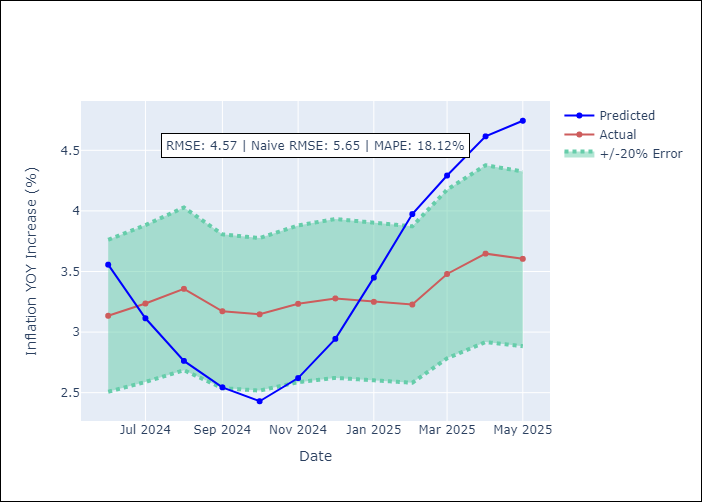 RMSE: 4.57 | Naive RMSE: 5.65 | MAPE: 18.12%
Predicted
Actual
+/-20% Error
Inflation YOY Increase (%)
4.5
4
3.5
3
2.5
Jul 2024
Sep 2024
Nov 2024
Jan 2025
Mar 2025
May 2025
Date